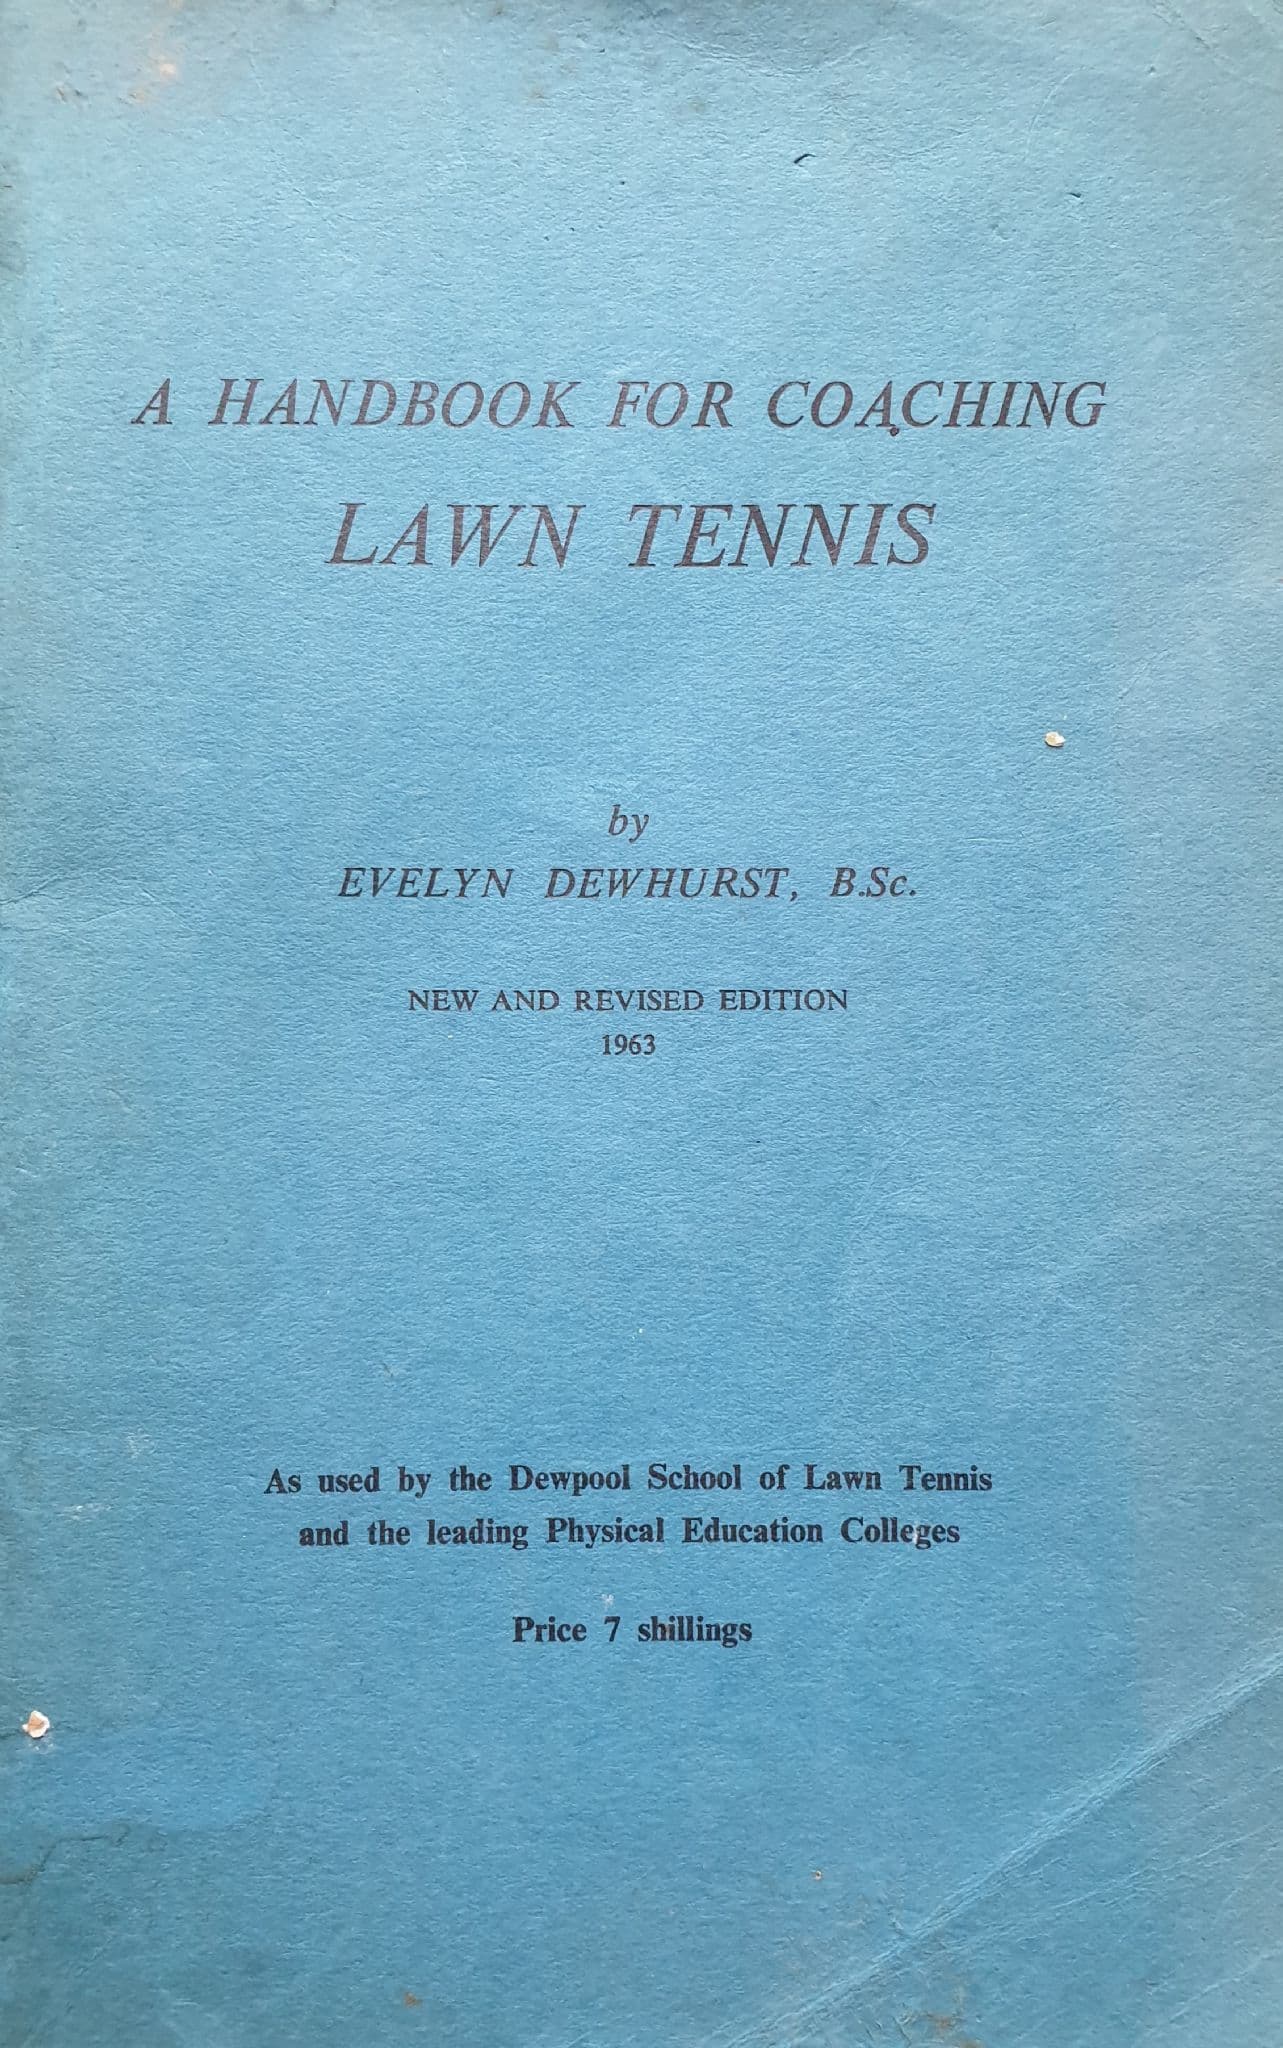 A HANDBOOK FOR COACHING
LAWN TENNIS
by
EVELYN DEWHURST, B.Sc.
NEW AND REVISED EDITION
1963
As used by the Dewpool School of Lawn Tennis
and the leading Physical Education Colleges
Price 7 shillings